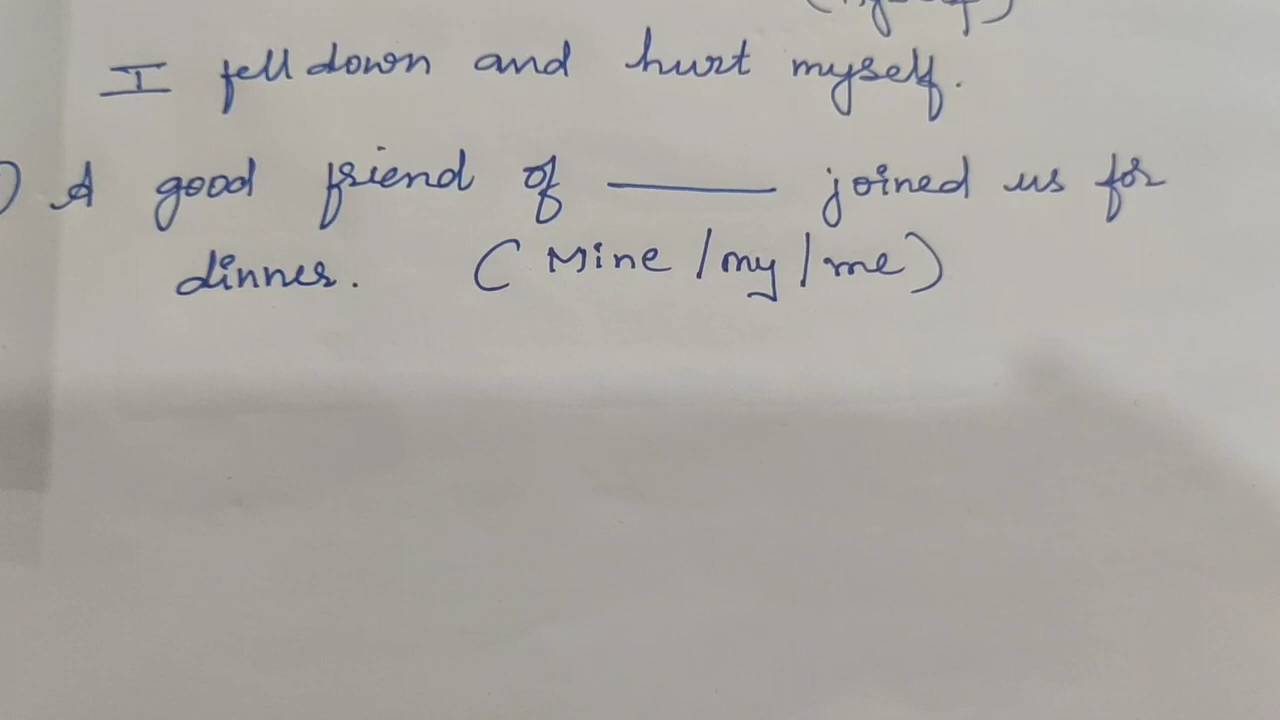 I fell down and hurt myself.
) A good friend of ______ joined us for
dinner. (Mine/my/me)